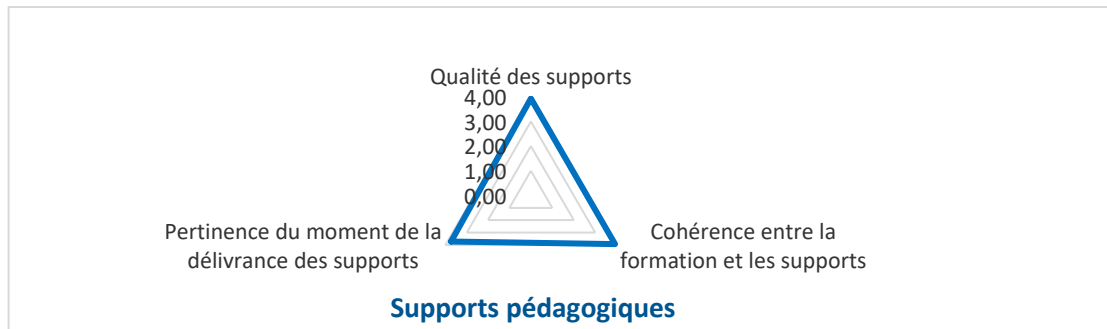 Qualité des supports
4,00
3,00
2,00
1,00
0,00
Pertinence du moment de la
délivrance des supports
Cohérence entre la
formation et les supports
Supports pédagogiques